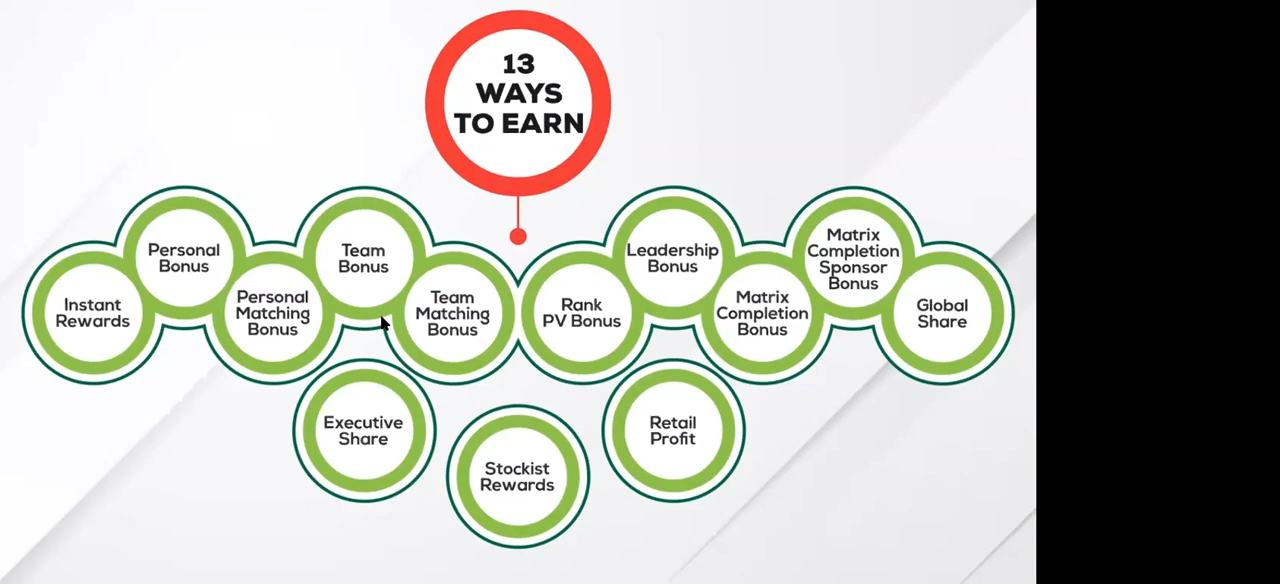 13
WAYS
TO EARN
Instant
Rewards
Personal
Bonus
Personal
Matching
Bonus
Team
Bonus
Team
Matching
Bonus
Rank
PV Bonus
Leadership
Bonus
Matrix
Completion
Bonus
Matrix
Completion
Sponsor
Bonus
Global
Share
Executive
Share
Stockist
Rewards
Retail
Profit